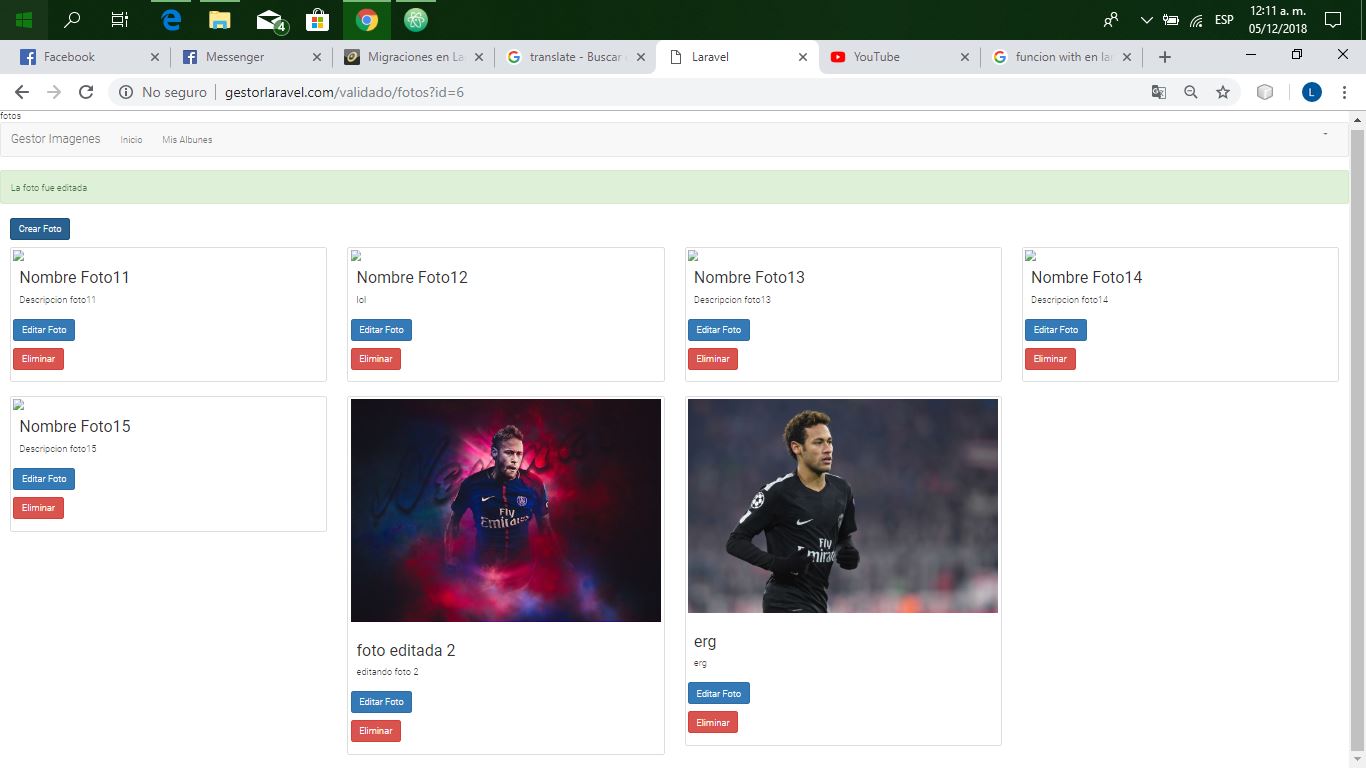 4
ESP
12:11 a. m.
05/12/2018
Facebook
Messenger
Migraciones en La
translate - Buscar
Laravel
YouTube
funcion with en lar
No seguro
gestorlaravel.com/validado/fotos?id=6
L
fotos
Gestor Imagenes
Inicio
Mis Albunes
La foto fue editada
Crear Foto
Nombre Foto11
Descripcion foto11
Editar Foto
Eliminar
Nombre Foto12
lol
Editar Foto
Eliminar
Nombre Foto13
Descripcion foto13
Editar Foto
Eliminar
Nombre Foto14
Descripcion foto14
Editar Foto
Eliminar
Nombre Foto15
Descripcion foto15
Editar Foto
Eliminar
Fly
Emirates
foto editada 2
editando foto 2
Editar Foto
Eliminar
Fly
Emira
erg
erg
Editar Foto
Eliminar